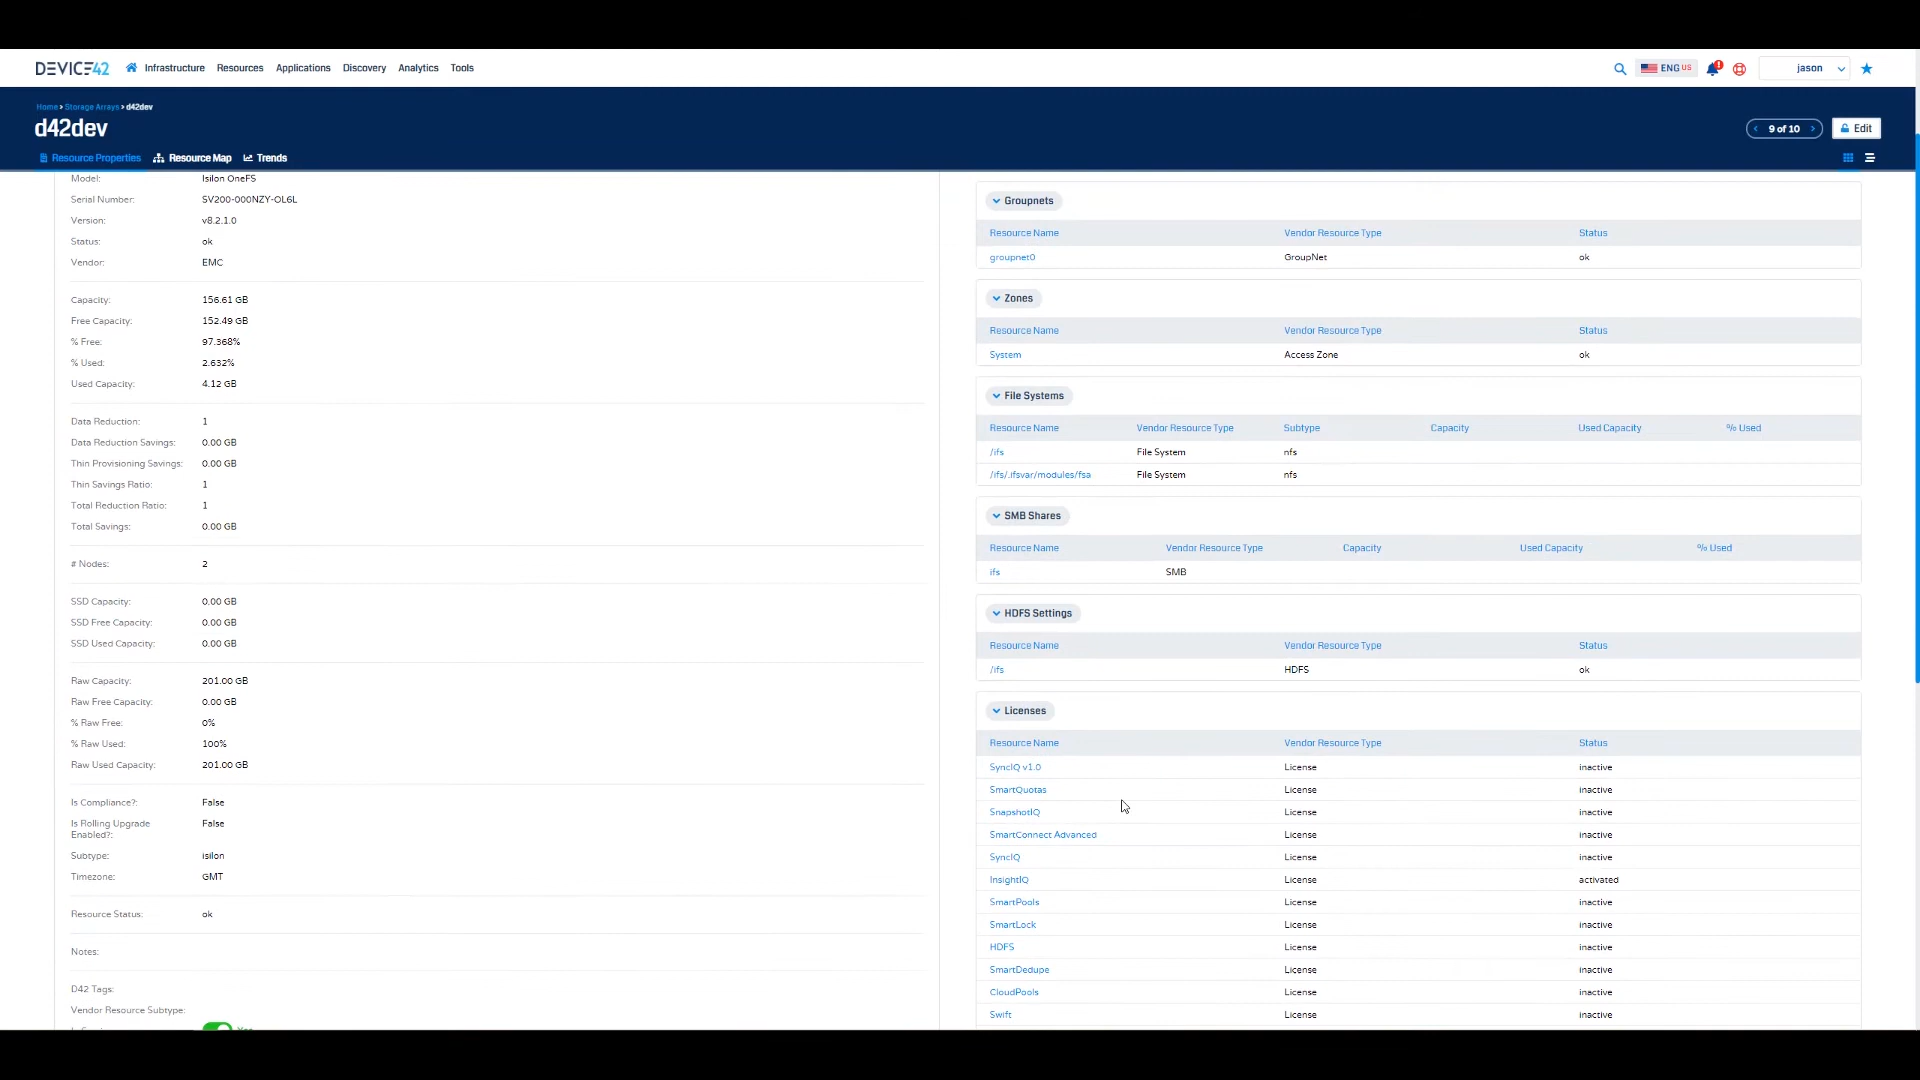 DEVICE42 Infrastructure Resources Applications Discovery Analytics Tools ENG US ! jason
Home > Storage Arrays > d42dev
d42dev
9 of 10 Edit
Resource Properties Resource Map Trends
Model: Isilon OneFS
Serial Number: SV200-000NZY-OL6L
Version: v8.2.1.0
Status: ok
Vendor: EMC
Capacity: 156.61 GB
Free Capacity: 152.49 GB
% Free: 97.368%
% Used: 2.632%
Used Capacity: 4.12 GB
Data Reduction: 1
Data Reduction Savings: 0.00 GB
Thin Provisioning Savings: 0.00 GB
Thin Savings Ratio: 1
Total Reduction Ratio: 1
Total Savings: 0.00 GB
# Nodes: 2
SSD Capacity: 0.00 GB
SSD Free Capacity: 0.00 GB
SSD Used Capacity: 0.00 GB
Raw Capacity: 201.00 GB
Raw Free Capacity: 0.00 GB
% Raw Free: 0%
% Raw Used: 100%
Raw Used Capacity: 201.00 GB
Is Compliance?: False
Is Rolling Upgrade Enabled?: False
Subtype: isilon
Timezone: GMT
Resource Status: ok
Notes:
D42 Tags:
Vendor Resource Subtype:
Groupnets
Resource Name Vendor Resource Type Status
groupnet0 GroupNet ok
Zones
Resource Name Vendor Resource Type Status
System Access Zone ok
File Systems
Resource Name Vendor Resource Type Subtype Capacity Used Capacity % Used
/ifs File System nfs
/ifs/.ifsvar/modules/fsa File System nfs
SMB Shares
Resource Name Vendor Resource Type Capacity Used Capacity % Used
ifs SMB
HDFS Settings
Resource Name Vendor Resource Type Status
/ifs HDFS ok
Licenses
Resource Name Vendor Resource Type Status
SyncIQ v1.0 License inactive
SmartQuotas License inactive
SnapshotIQ License inactive
SmartConnect Advanced License inactive
SyncIQ License inactive
InsightIQ License activated
SmartPools License inactive
SmartLock License inactive
HDFS License inactive
SmartDedupe License inactive
CloudPools License inactive
Swift License inactive